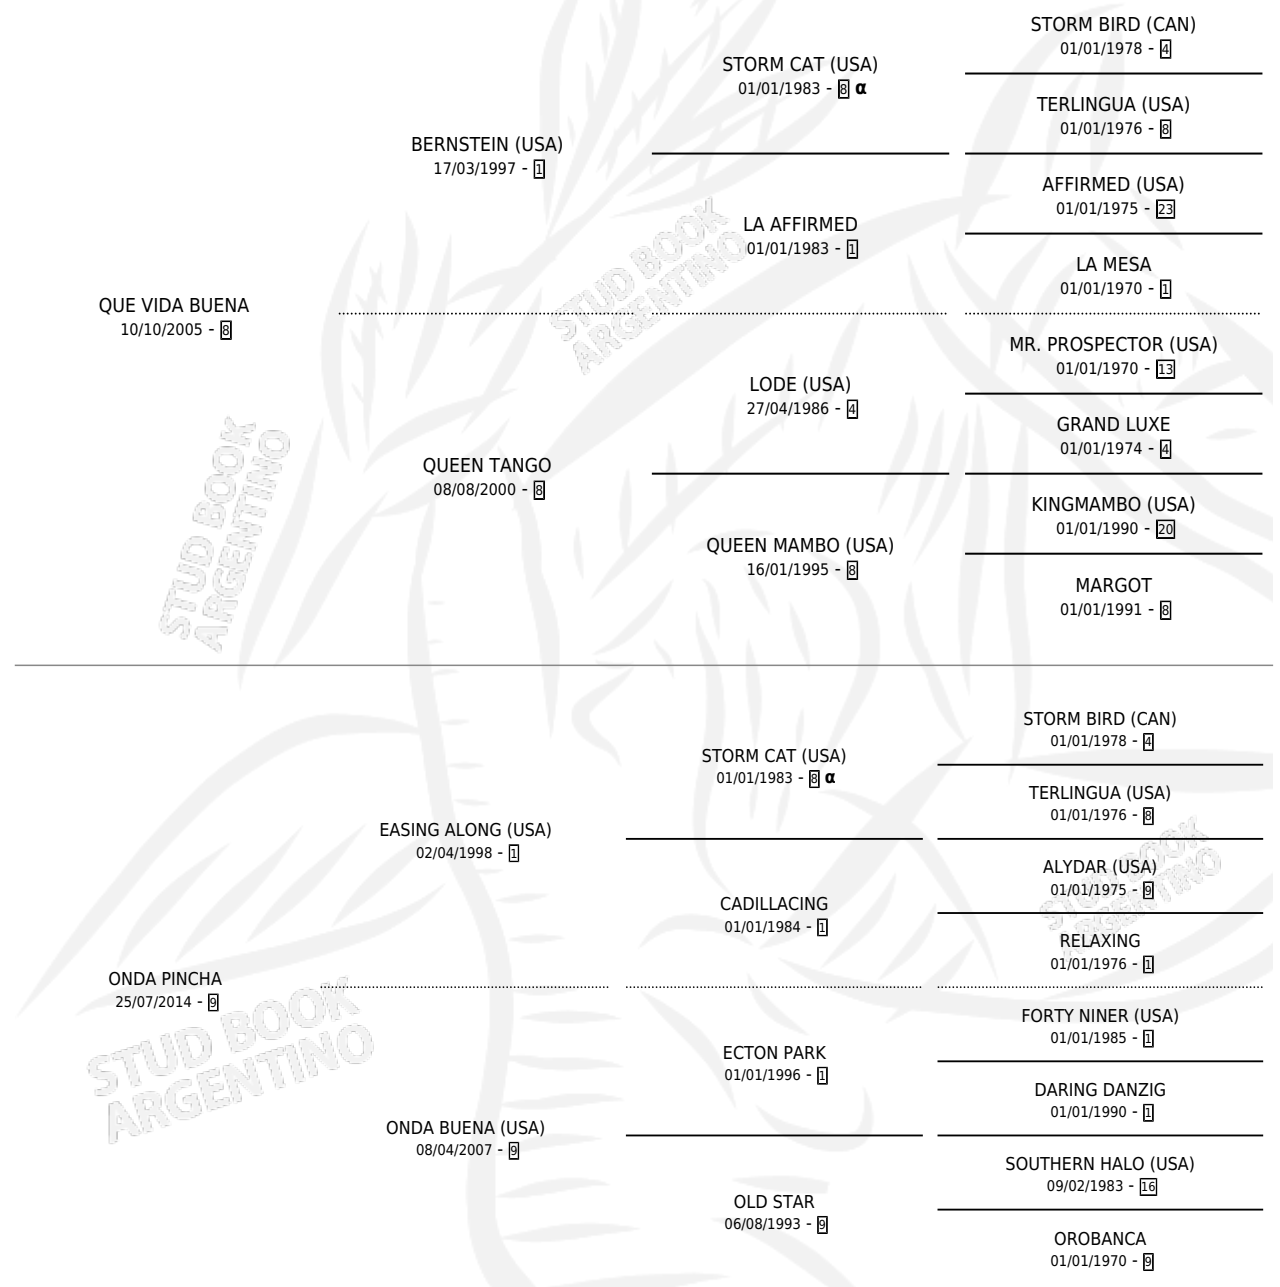 STORM BIRD (CAN)
01/01/1978 - 4
STORM CAT (USA)
01/01/1983 - 8 α
TERLINGUA (USA)
01/01/1976 - 8
BERNSTEIN (USA)
17/03/1997 - 1
AFFIRMED (USA)
01/01/1975 - 23
LA AFFIRMED
01/01/1983 - 1
LA MESA
01/01/1970 - 1
QUE VIDA BUENA
10/10/2005 - 8
MR. PROSPECTOR (USA)
01/01/1970 - 13
LODE (USA)
27/04/1986 - 4
GRAND LUXE
01/01/1974 - 4
QUEEN TANGO
08/08/2000 - 8
KINGMAMBO (USA)
01/01/1990 - 20
QUEEN MAMBO (USA)
16/01/1995 - 8
MARGOT
01/01/1991 - 8
STORM BIRD (CAN)
01/01/1978 - 4
STORM CAT (USA)
01/01/1983 - 8 α
TERLINGUA (USA)
01/01/1976 - 8
EASING ALONG (USA)
02/04/1998 - 1
ALYDAR (USA)
01/01/1975 - 9
CADILLACING
01/01/1984 - 1
RELAXING
01/01/1976 - 1
ONDA PINCHA
25/07/2014 - 9
FORTY NINER (USA)
01/01/1985 - 1
ECTON PARK
01/01/1996 - 1
DARING DANZIG
01/01/1990 - 1
ONDA BUENA (USA)
08/04/2007 - 9
SOUTHERN HALO (USA)
09/02/1983 - 16
OLD STAR
06/08/1993 - 9
OROBANCA
01/01/1970 - 9
STUD BOOK
ARGENTINO
STUD BOOK
ARGENTINO
STUD BOOK
ARGENTINO
STUD BOOK
ARGENTINO